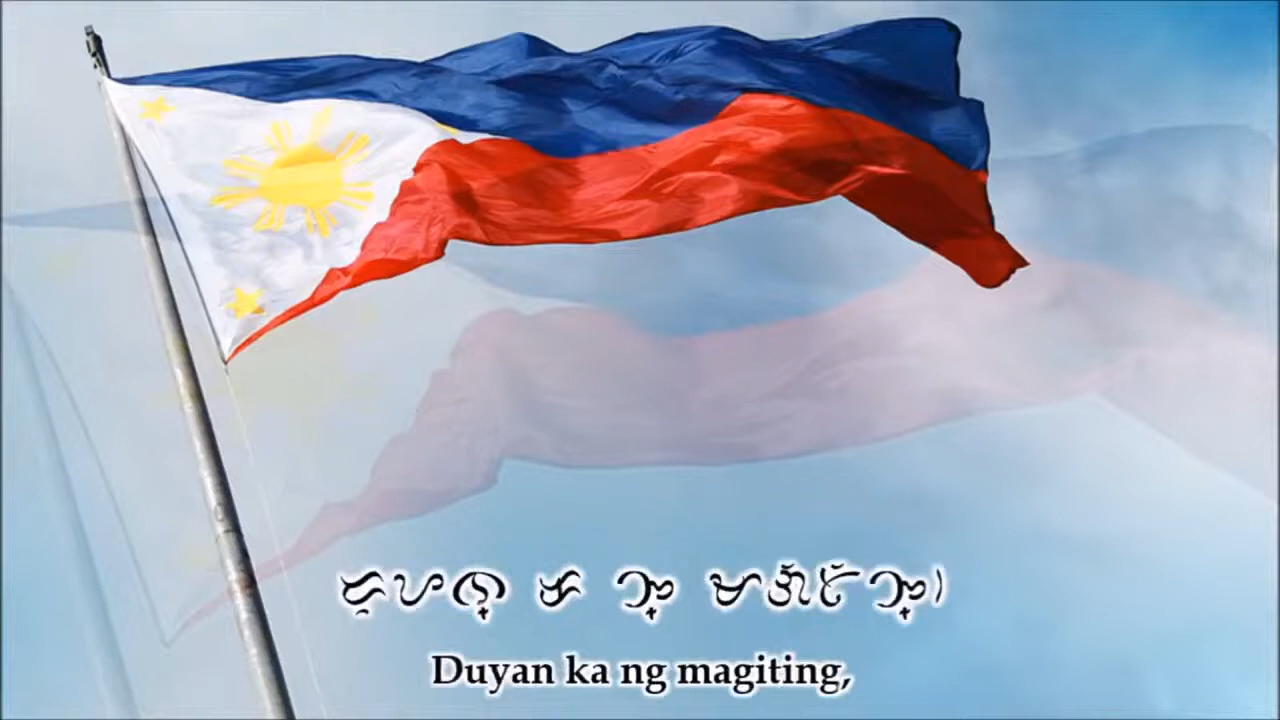 ᜇᜓᜌᜈ᜔ ᜃ ᜅ᜔ ᜋᜄᜒᜆᜒᜅ᜔᜵
Duyan ka ng magiting,